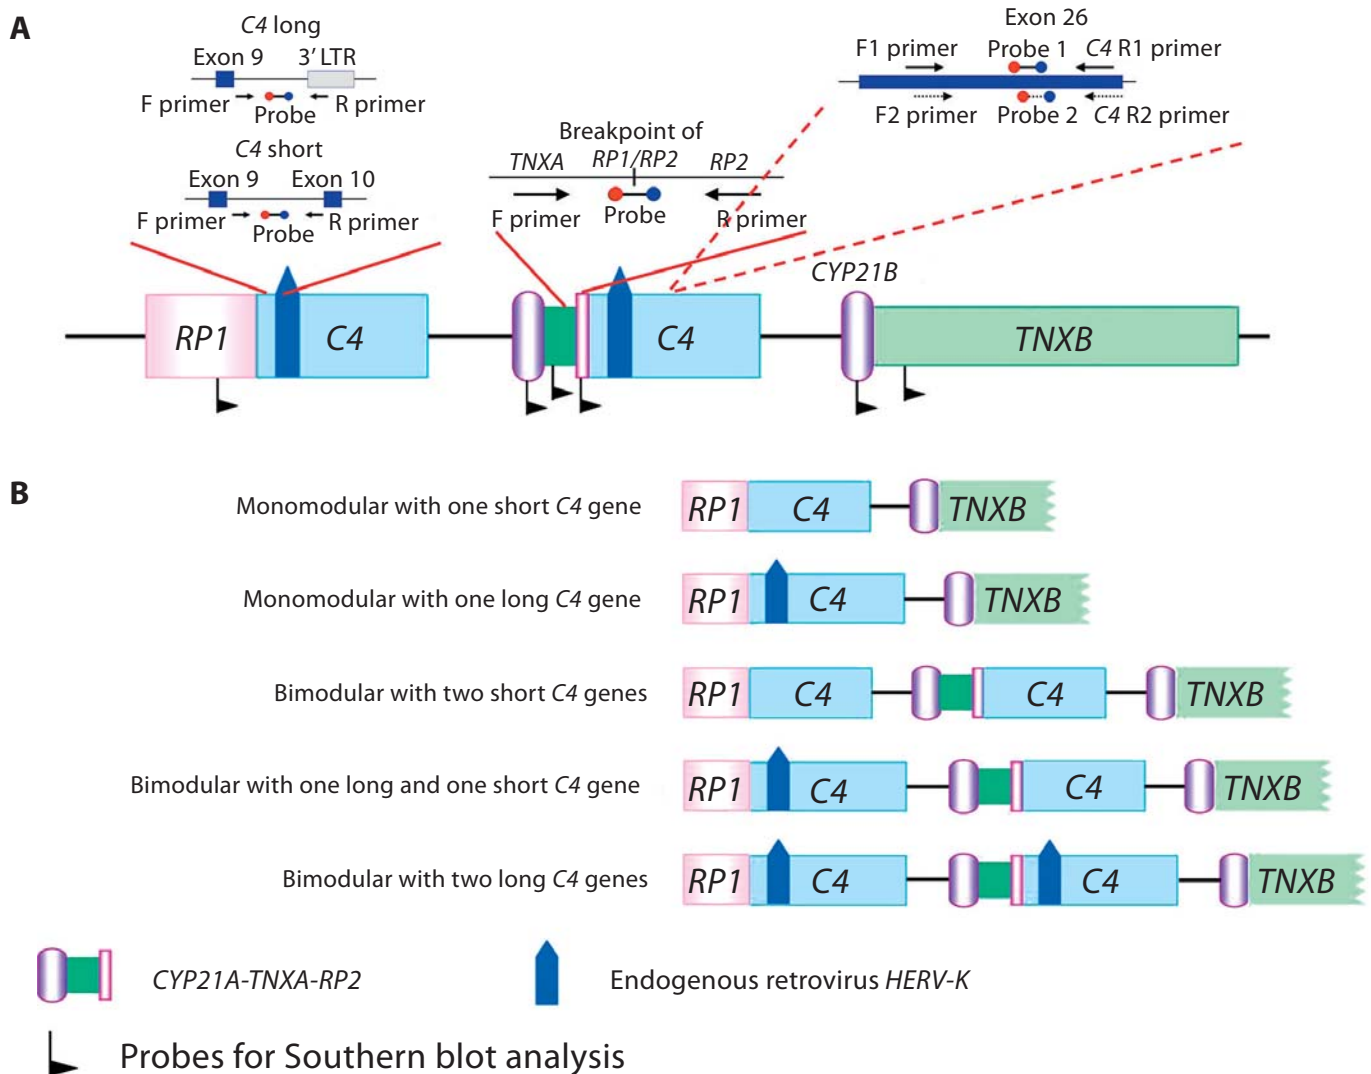 A
C4 long
Exon 9 3′ LTR
F primer Probe R primer
C4 short
Exon 9 Exon 10
F primer Probe R primer
Breakpoint of
TNXA RP1/RP2 RP2
F primer Probe R primer
Exon 26
F1 primer Probe 1 C4 R1 primer
F2 primer Probe 2 C4 R2 primer
CYP21B
RP1 C4 C4 TNXB
B
Monomodular with one short C4 gene RP1 C4 TNXB
Monomodular with one long C4 gene RP1 C4 TNXB
Bimodular with two short C4 genes RP1 C4 C4 TNXB
Bimodular with one long and one short C4 gene RP1 C4 C4 TNXB
Bimodular with two long C4 genes RP1 C4 C4 TNXB
CYP21A-TNXA-RP2 Endogenous retrovirus HERV-K
Probes for Southern blot analysis